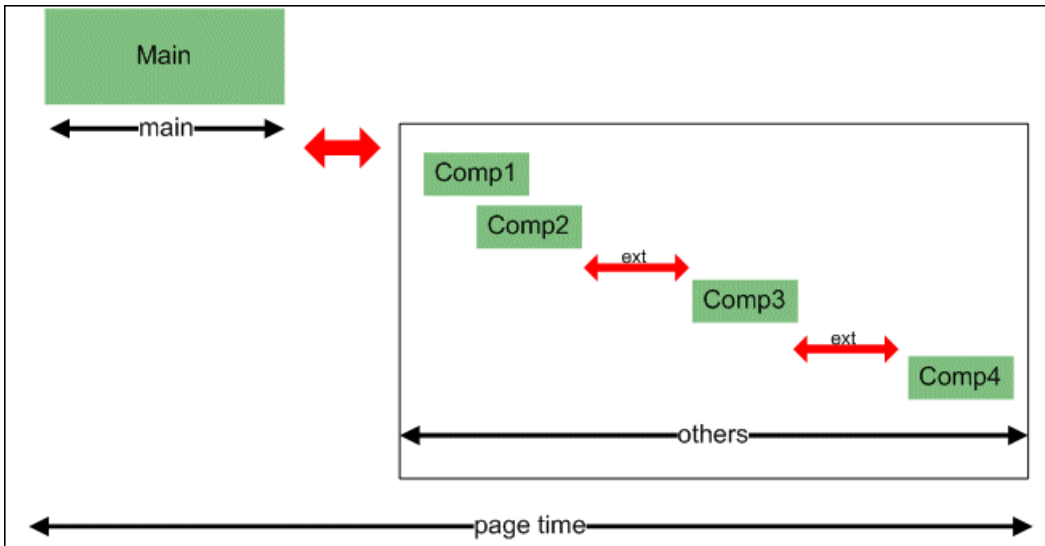 Main
main
Comp1
Comp2
ext
Comp3
ext
Comp4
others
page time